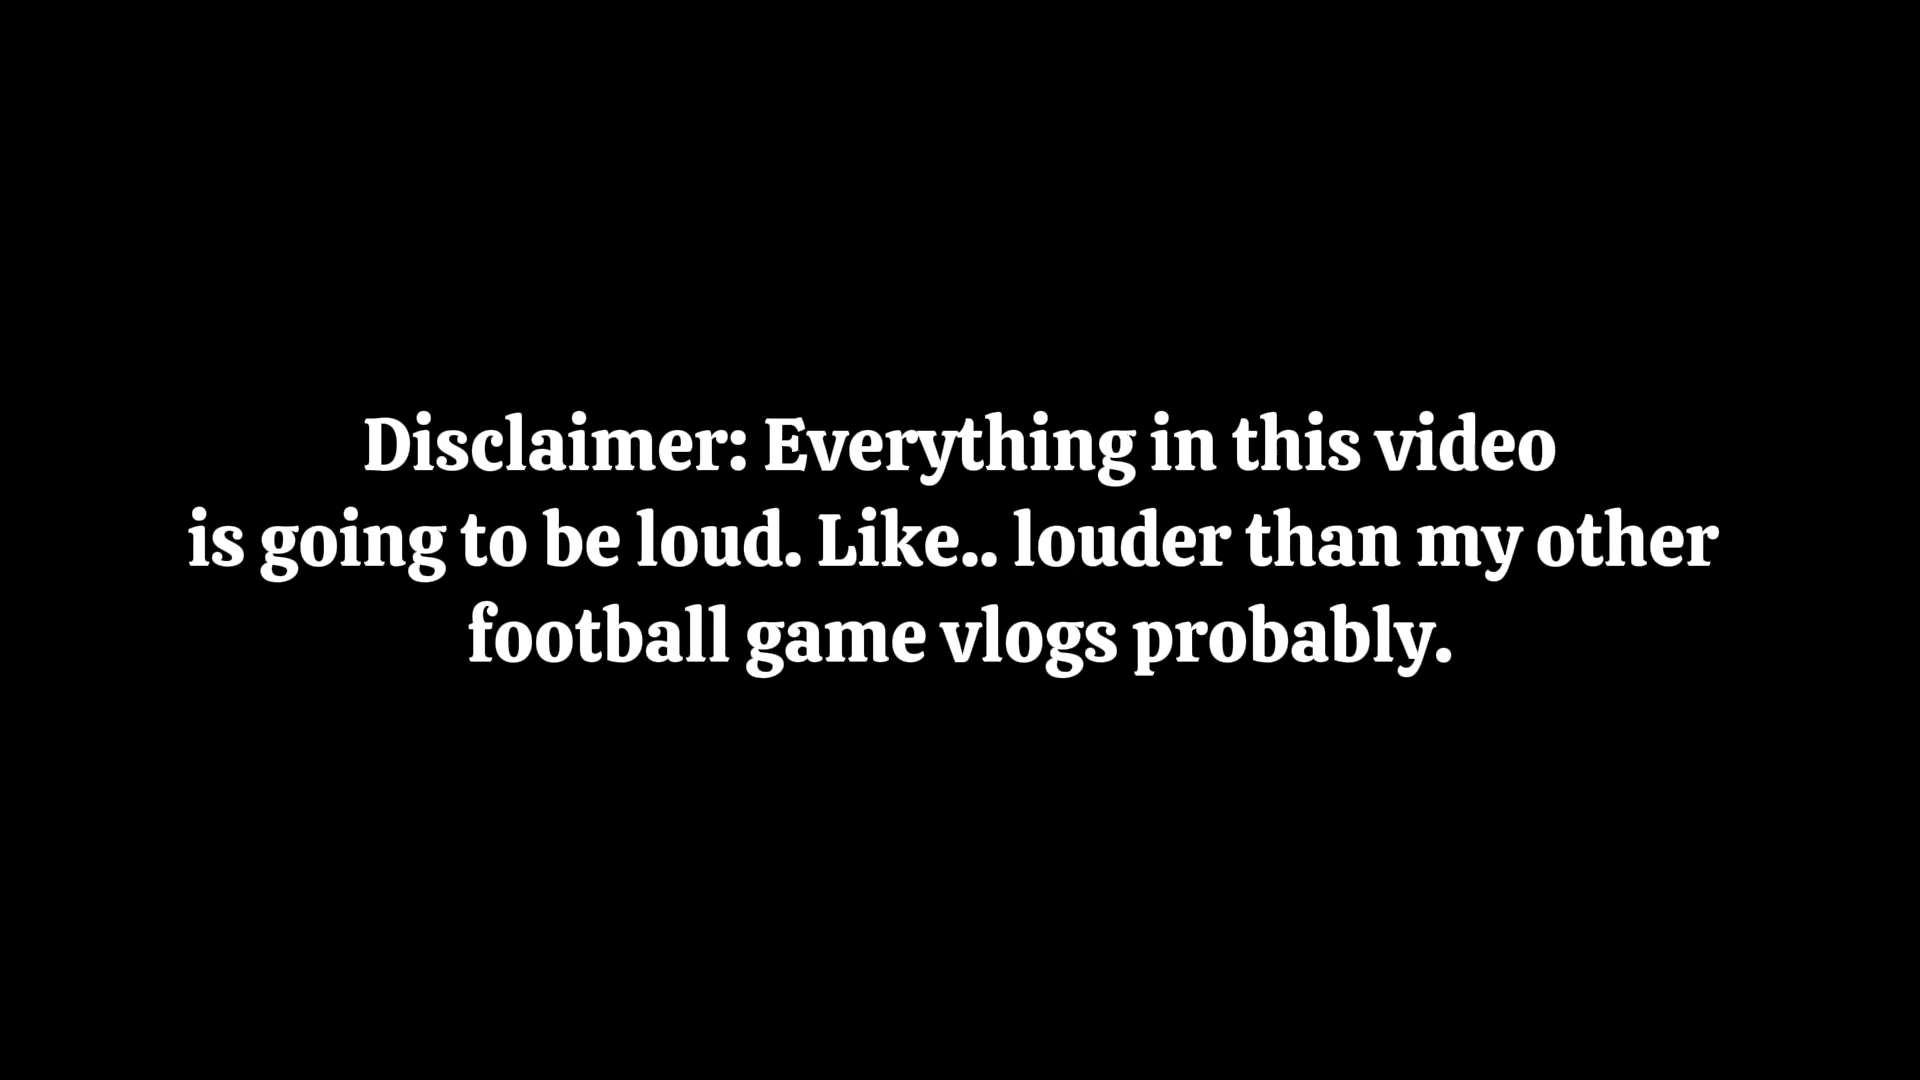 Disclaimer: Everything in this video
is going to be loud. Like.. louder than my other
football game vlogs probably.